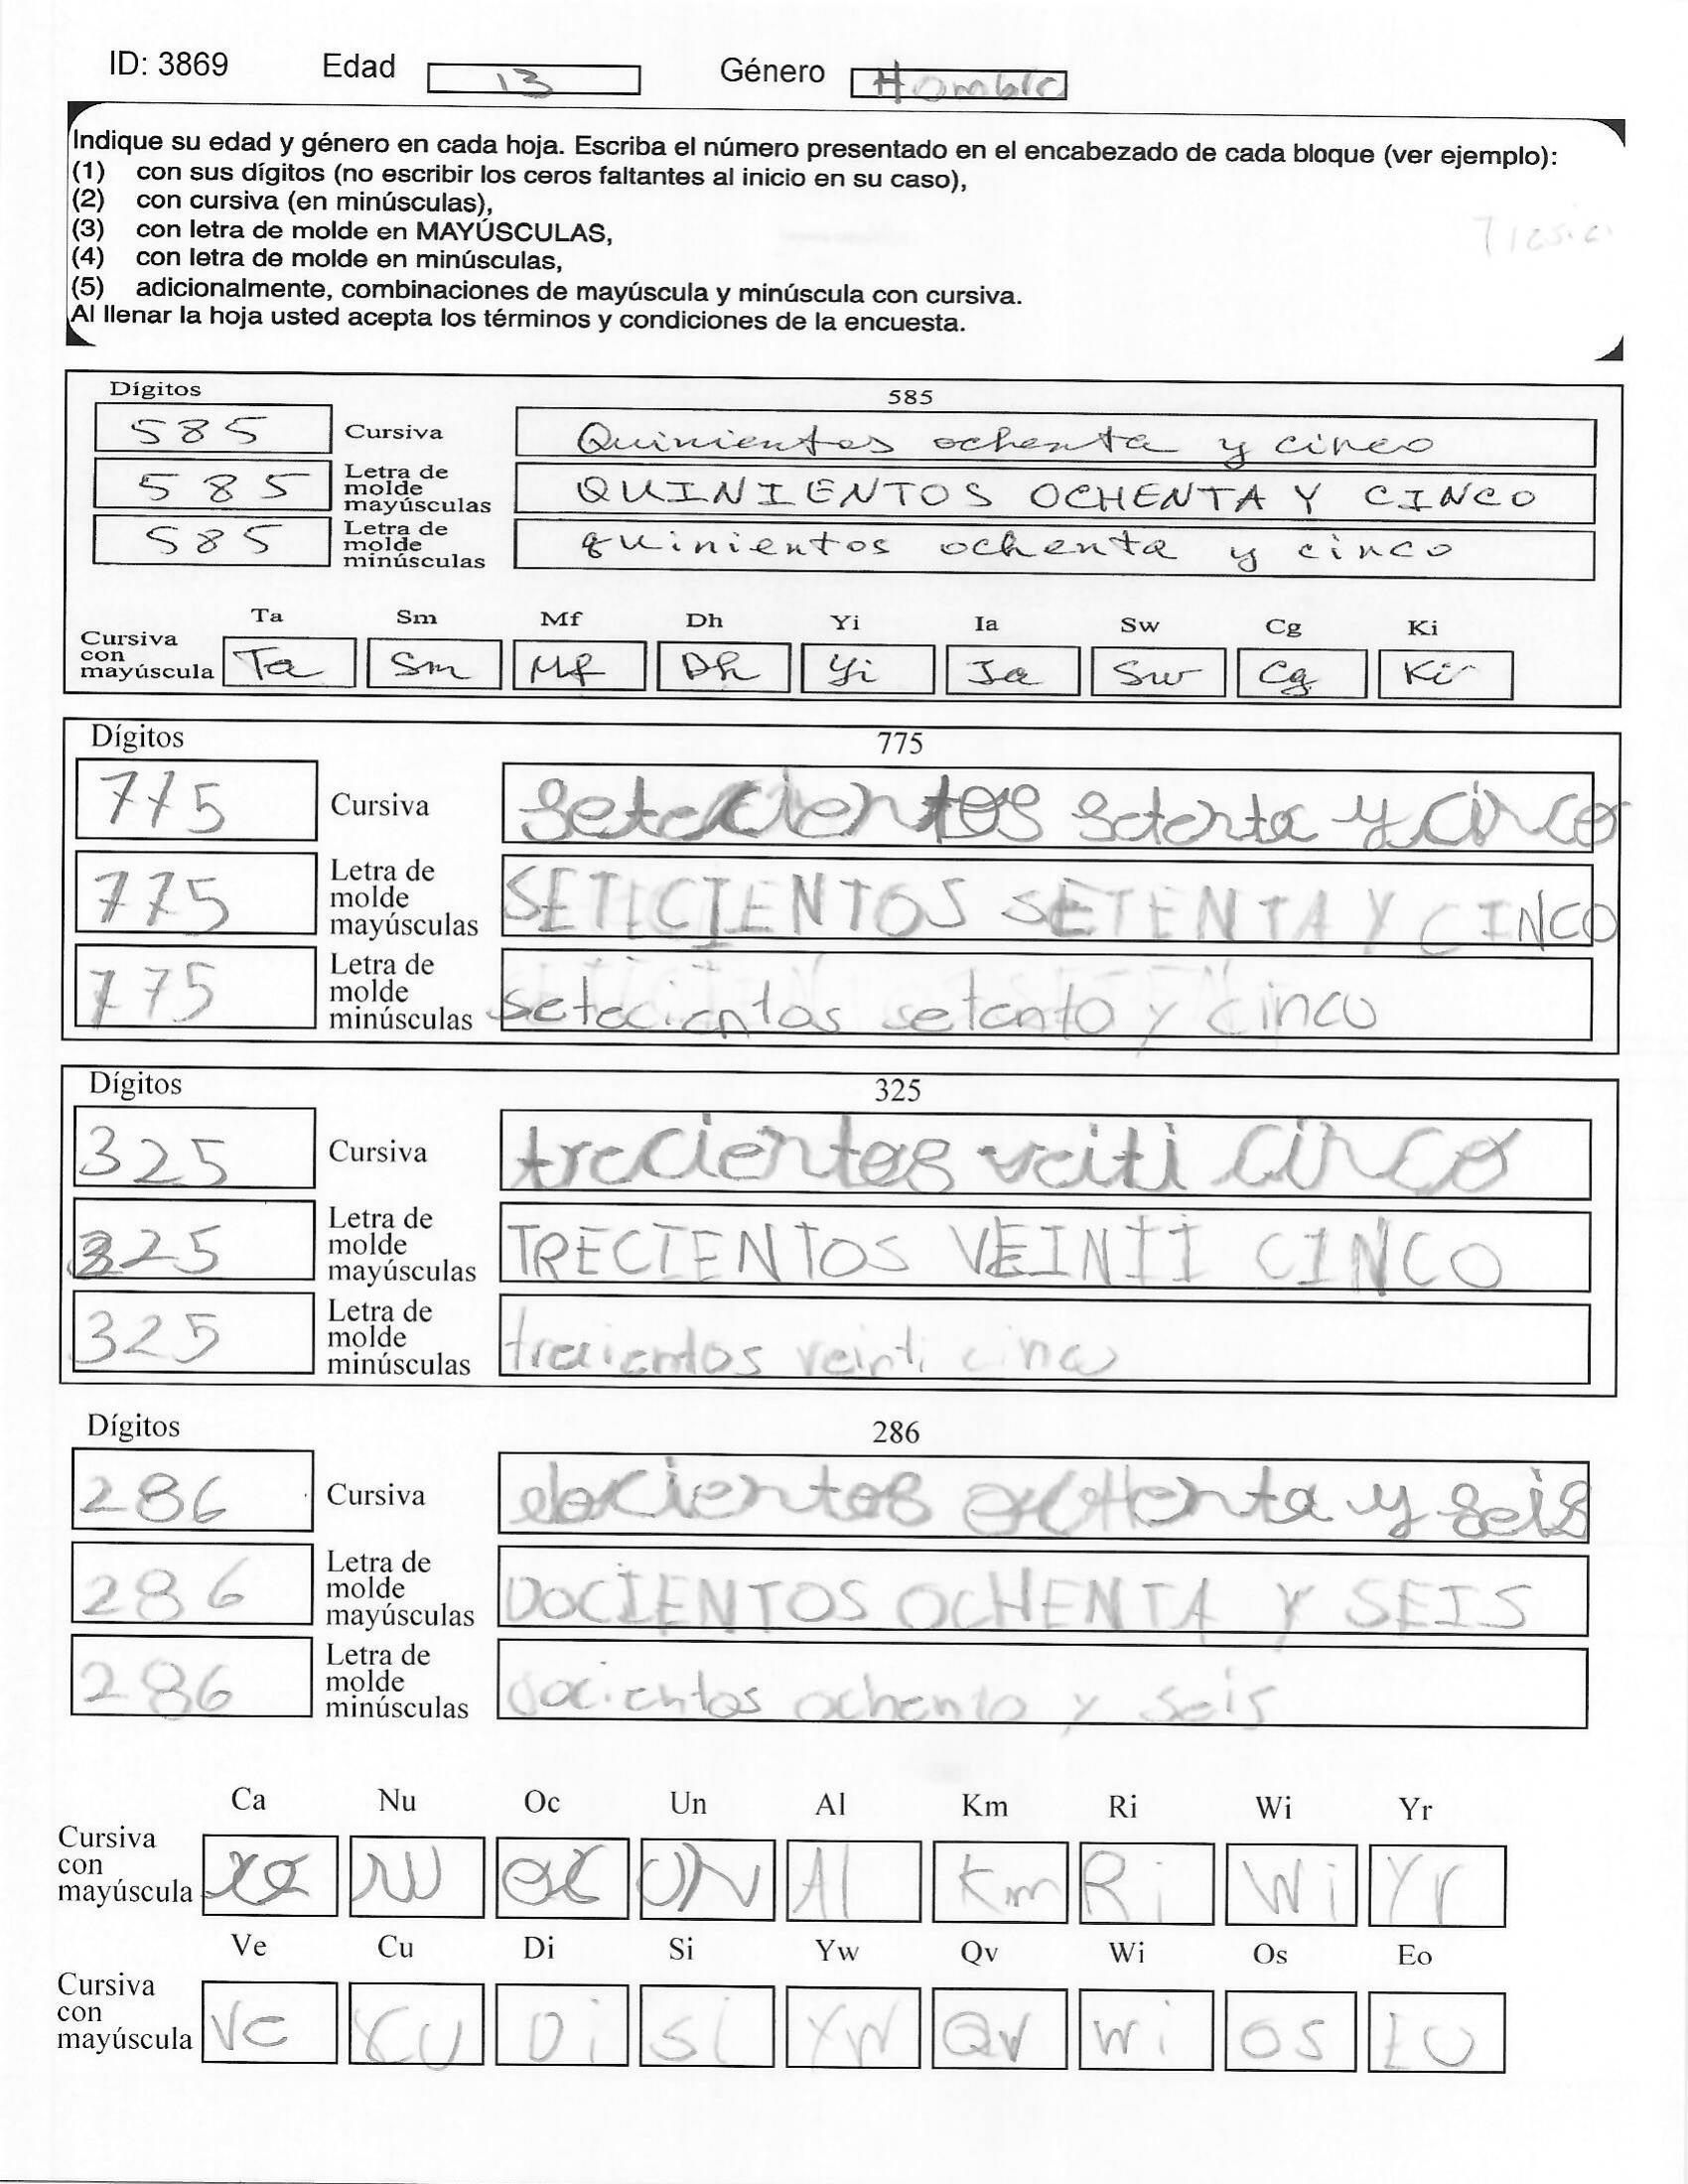 ID: 3869 Edad 13 Género Hombre
Indique su edad y género en cada hoja. Escriba el número presentado en el encabezado de cada bloque (ver ejemplo):
(1) con sus dígitos (no escribir los ceros faltantes al inicio en su caso),
(2) con cursiva (en minúsculas),
(3) con letra de molde en MAYÚSCULAS,
(4) con letra de molde en minúsculas,
(5) adicionalmente, combinaciones de mayúscula y minúscula con cursiva.
Al llenar la hoja usted acepta los términos y condiciones de la encuesta.
Dígitos 585
585 Cursiva Quinientos ochenta y cinco
585 Letra de molde mayúsculas QUINIENTOS OCHENTA Y CINCO
585 Letra de molde minúsculas quinientos ochenta y cinco
Ta Sm Mf Dh Yi Ia Sw Cg Ki
Cursiva con mayúscula Ta Sm Mf Dh Yi Ia Sw Cg Ki
Dígitos 775
775 Cursiva setecientos setenta y cinco
775 Letra de molde mayúsculas SETICIENTOS SETENTA Y CINCO
775 Letra de molde minúsculas setecientos setento y cinco
Dígitos 325
325 Cursiva trecientos veiti cinco
325 Letra de molde mayúsculas TRECIENTOS VEINTI CINCO
325 Letra de molde minúsculas trecientos veinti cinco
Dígitos 286
286 Cursiva docientos ochenta y seis
286 Letra de molde mayúsculas DOCIENTOS OCHENTA Y SEIS
286 Letra de molde minúsculas docientos ochento y seis
Ca Nu Oc Un Al Km Ri Wi Yr
Cursiva con mayúscula Ca NU OC UN Al Km Ri Wi Yr
Ve Cu Di Si Yw Qv Wi Os Eo
Cursiva con mayúscula Ve CU Di Si YW Qv Wi OS EO